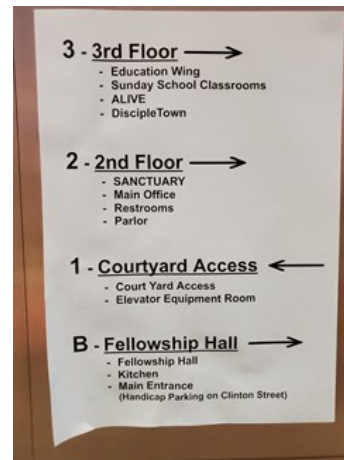 3 - 3rd Floor →
- Education Wing
- Sunday School Classrooms
- ALIVE
- DiscipleTown
2 - 2nd Floor →
- SANCTUARY
- Main Office
- Restrooms
- Parlor
1 - Courtyard Access ←
- Court Yard Access
- Elevator Equipment Room
B - Fellowship Hall →
- Fellowship Hall
- Kitchen
- Main Entrance
(Handicap Parking on Clinton Street)